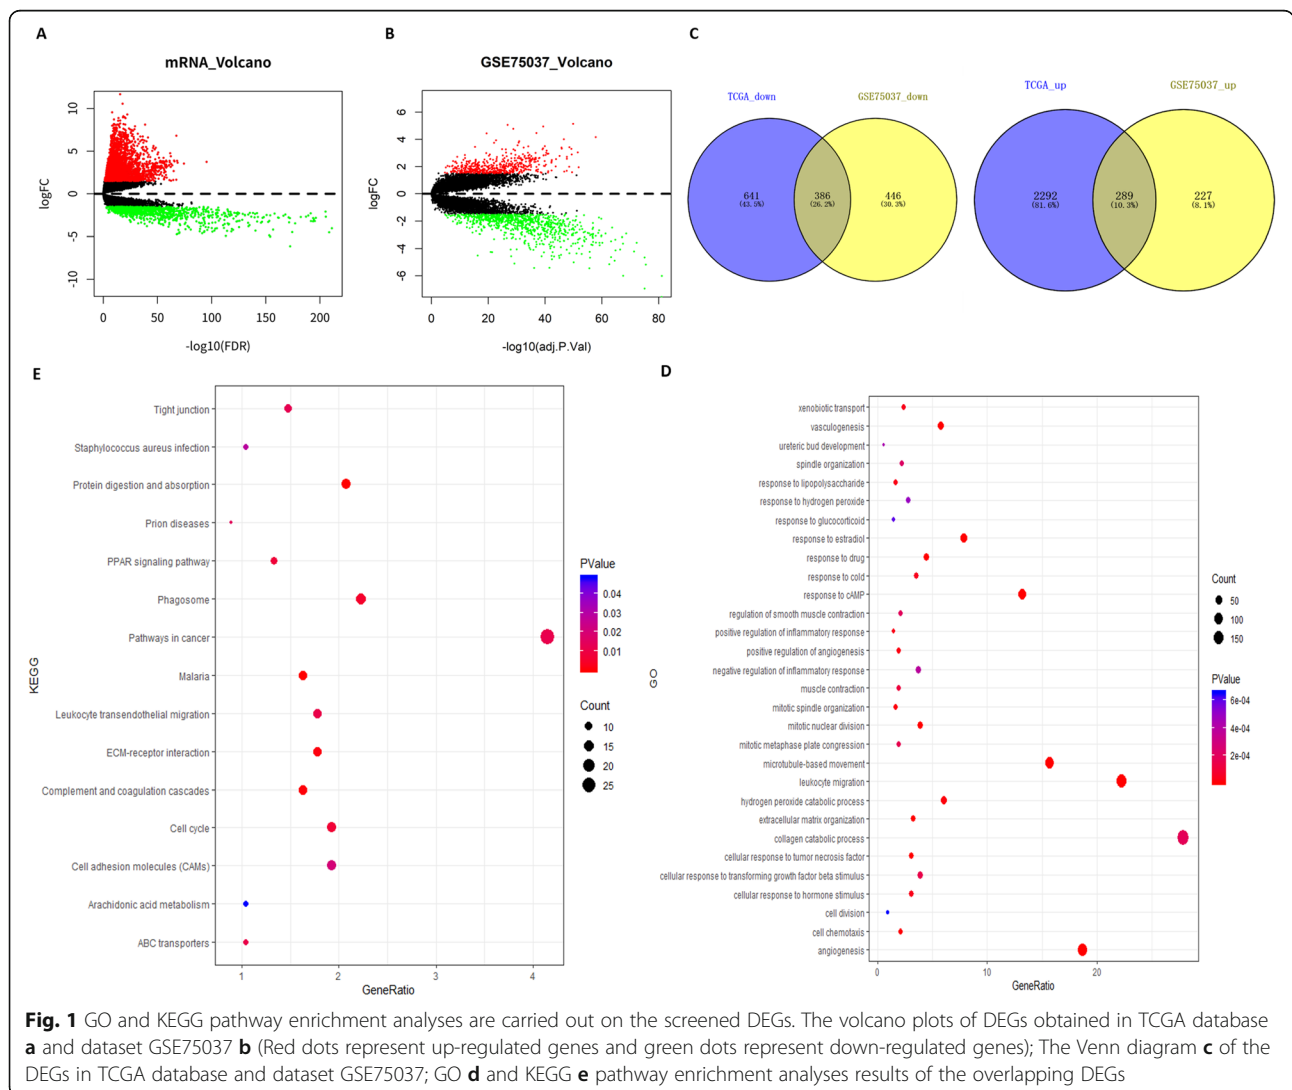 A
mRNA_Volcano
logFC
10
5
0
-5
-10
0
50
100
150
200
-log10(FDR)
B
GSE75037_Volcano
logFC
6
4
2
0
-2
-4
-6
0
20
40
60
80
-log10(adj.P.Val)
C
TCGA_down
GSE75037_down
641
(43.5%)
386
(26.2%)
446
(30.3%)
TCGA_up
GSE75037_up
2292
(81.6%)
289
(10.3%)
227
(8.1%)
E
KEGG
Tight junction
Staphylococcus aureus infection
Protein digestion and absorption
Prion diseases
PPAR signaling pathway
Phagosome
Pathways in cancer
Malaria
Leukocyte transendothelial migration
ECM-receptor interaction
Complement and coagulation cascades
Cell cycle
Cell adhesion molecules (CAMs)
Arachidonic acid metabolism
ABC transporters
1
2
3
4
GeneRatio
PValue
0.04
0.03
0.02
0.01
Count
10
15
20
25
D
GO
xenobiotic transport
vasculogenesis
ureteric bud development
spindle organization
response to lipopolysaccharide
response to hydrogen peroxide
response to glucocorticoid
response to estradiol
response to drug
response to cold
response to cAMP
regulation of smooth muscle contraction
positive regulation of inflammatory response
positive regulation of angiogenesis
negative regulation of inflammatory response
muscle contraction
mitotic spindle organization
mitotic nuclear division
mitotic metaphase plate congression
microtubule-based movement
leukocyte migration
hydrogen peroxide catabolic process
extracellular matrix organization
collagen catabolic process
cellular response to tumor necrosis factor
cellular response to transforming growth factor beta stimulus
cellular response to hormone stimulus
cell division
cell chemotaxis
angiogenesis
0
10
20
GeneRatio
Count
50
100
150
PValue
6e-04
4e-04
2e-04
Fig. 1 GO and KEGG pathway enrichment analyses are carried out on the screened DEGs. The volcano plots of DEGs obtained in TCGA database
a and dataset GSE75037 b (Red dots represent up-regulated genes and green dots represent down-regulated genes); The Venn diagram c of the
DEGs in TCGA database and dataset GSE75037; GO d and KEGG e pathway enrichment analyses results of the overlapping DEGs